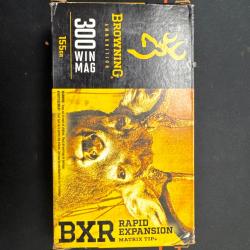 BROWNING
AMMUNITION
300 WIN
MAG
155GR
BXR
RAPID
EXPANSION
MATRIX TIP